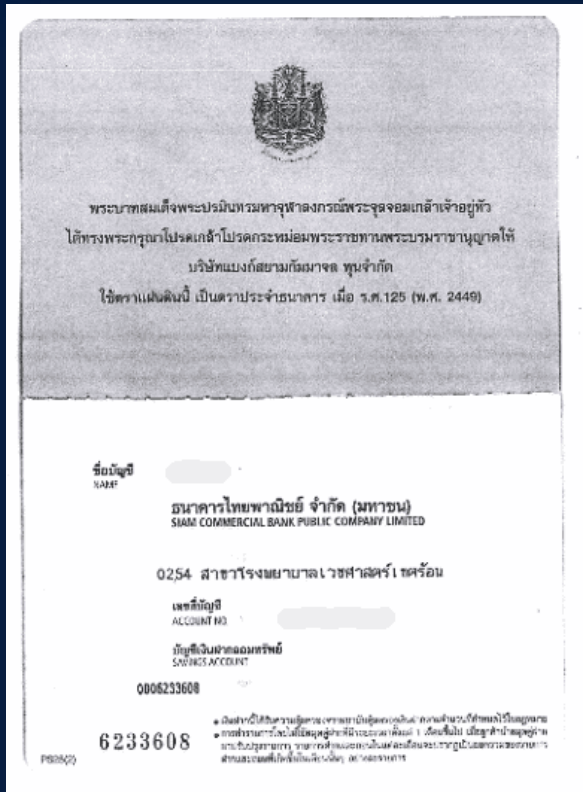 พระบาทสมเด็จพระปรมินทรมหาจุฬาลงกรณ์พระจุลจอมเกล้าเจ้าอยู่หัว
ได้ทรงพระกรุณาโปรดเกล้าโปรดกระหม่อมพระราชทานพระบรมราชานุญาตให้
บริษัทแบงก์สยามกัมมาจล ทุนจำกัด
ใช้ตราแผ่นดินนี้ เป็นตราประจำธนาคาร เมื่อ ร.ศ.125 (พ.ศ. 2449)
ชื่อบัญชี
NAME
ธนาคารไทยพาณิชย์ จำกัด (มหาชน)
SIAM COMMERCIAL BANK PUBLIC COMPANY LIMITED
0254 สาขาโรงพยาบาลเวชศาสตร์เขตร้อน
เลขที่บัญชี
ACCOUNT NO
บัญชีเงินฝากออมทรัพย์
SAVINGS ACCOUNT
QD06233608
6233608